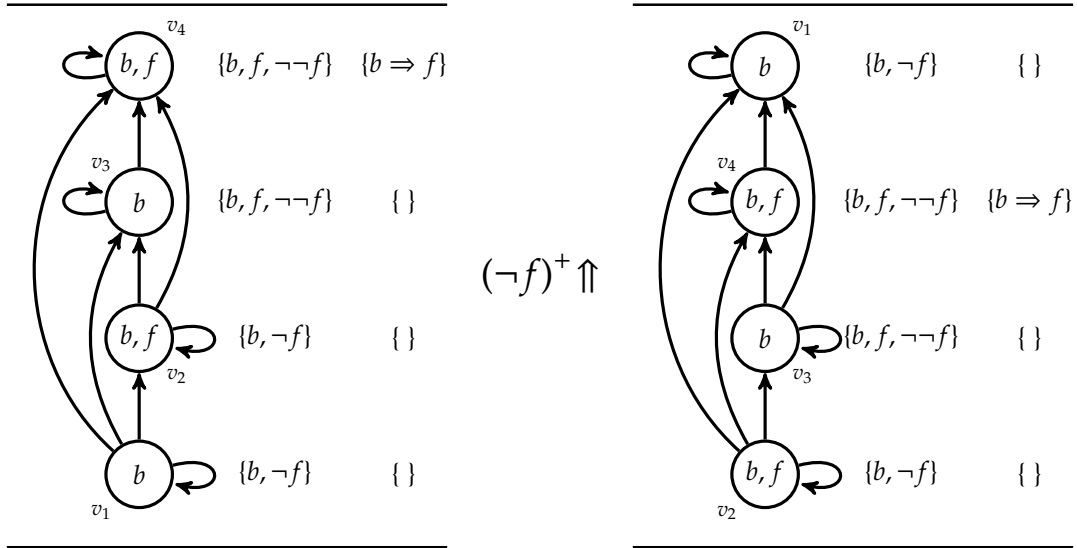 v₄
b, f {b, f, ¬¬f} {b ⇒ f}
v₃
b {b, f, ¬¬f} { }
b, f {b, ¬f} { }
v₂
b {b, ¬f} { }
v₁
(¬f)⁺ ⇑
v₁
b {b, ¬f} { }
v₄
b, f {b, f, ¬¬f} {b ⇒ f}
b {b, f, ¬¬f} { }
v₃
b, f {b, ¬f} { }
v₂